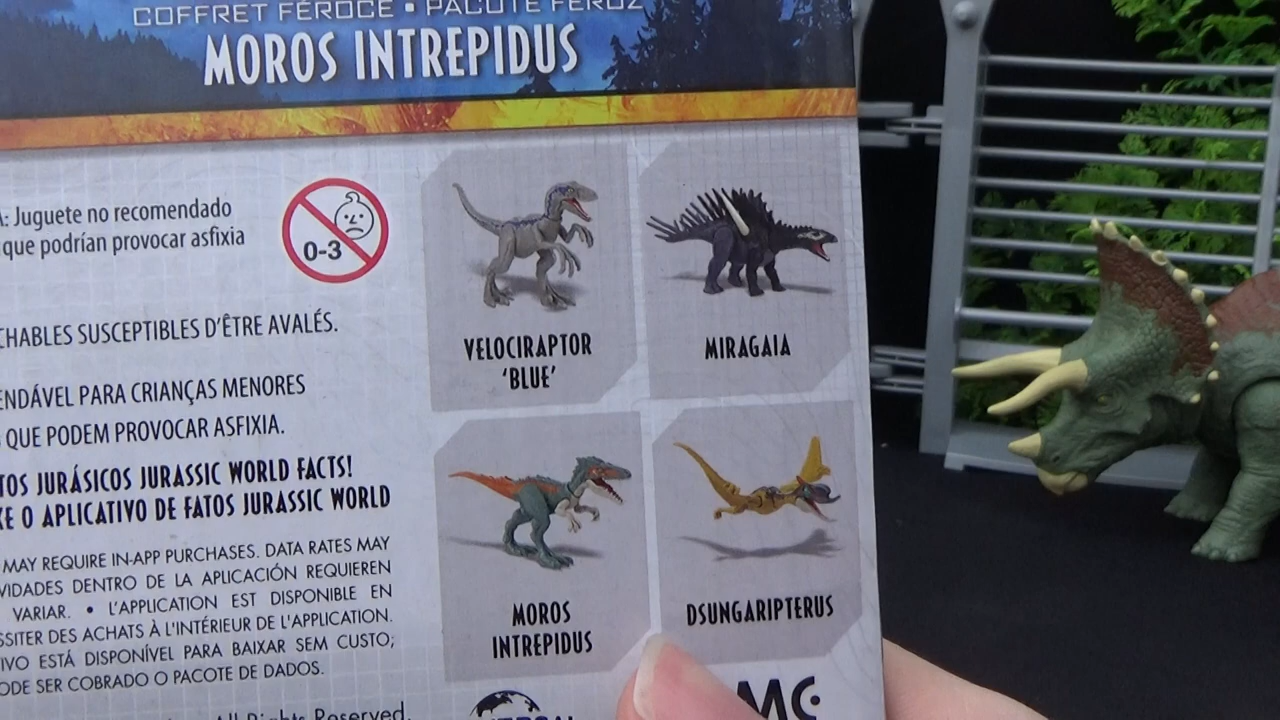 COFFRET FÉROCE • PACOTE FEROZ
MOROS INTREPIDUS
A: Juguete no recomendado
que podrían provocar asfixia
0-3
CHABLES SUSCEPTIBLES D'ÊTRE AVALÉS.
ENDÁVEL PARA CRIANÇAS MENORES
QUE PODEM PROVOCAR ASFIXIA.
TOS JURÁSICOS JURASSIC WORLD FACTS!
XE O APLICATIVO DE FATOS JURASSIC WORLD
MAY REQUIRE IN-APP PURCHASES. DATA RATES MAY
VIDADES DENTRO DE LA APLICACIÓN REQUIEREN
VARIAR. • L'APPLICATION EST DISPONIBLE EN
SSITER DES ACHATS À L'INTÉRIEUR DE L'APPLICATION.
IVO ESTÁ DISPONÍVEL PARA BAIXAR SEM CUSTO;
ODE SER COBRADO O PACOTE DE DADOS.
All Rights Reserved.
VELOCIRAPTOR
'BLUE'
MIRAGAIA
MOROS
INTREPIDUS
DSUNGARIPTERUS